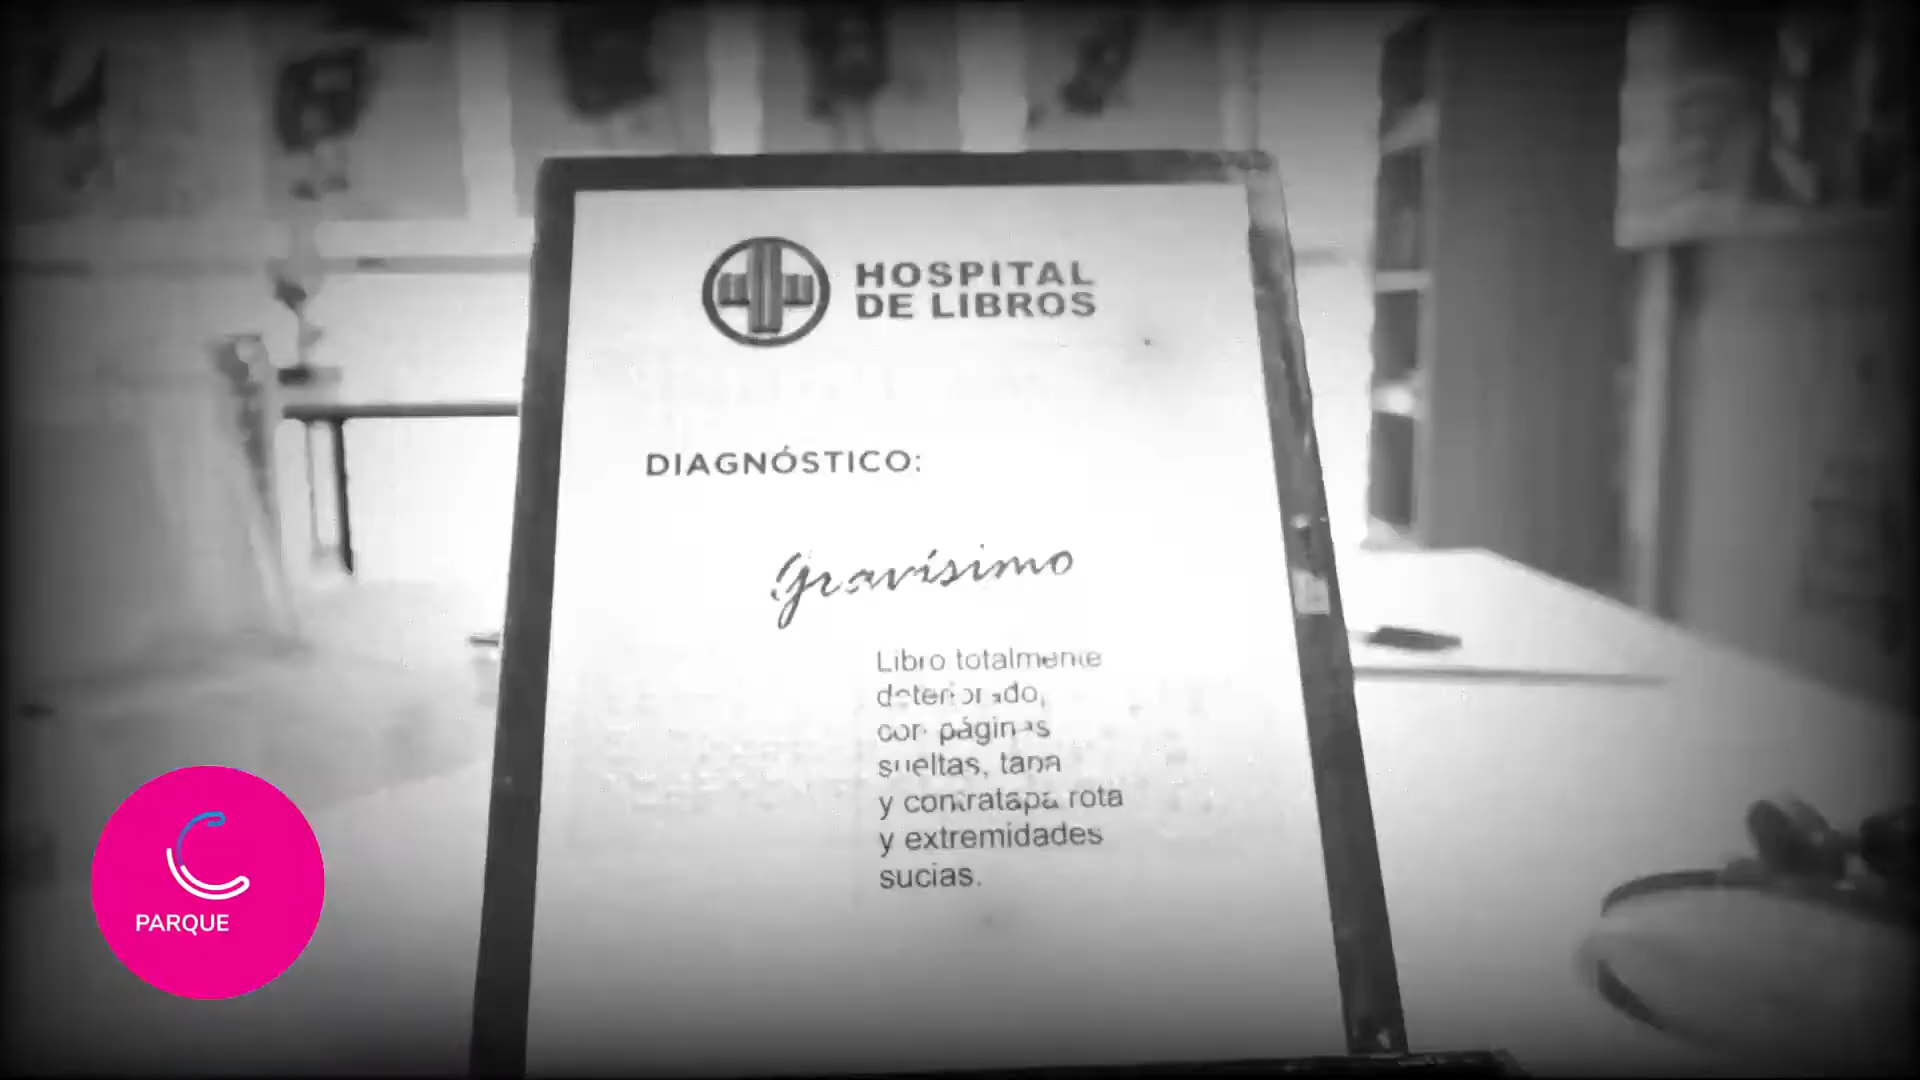 HOSPITAL
DE LIBROS
DIAGNÓSTICO:
Gravísimo
Libro totalmente
deteriorado,
con páginas
sueltas, tapa
y contratapa rota
y extremidades
sucias.
PARQUE